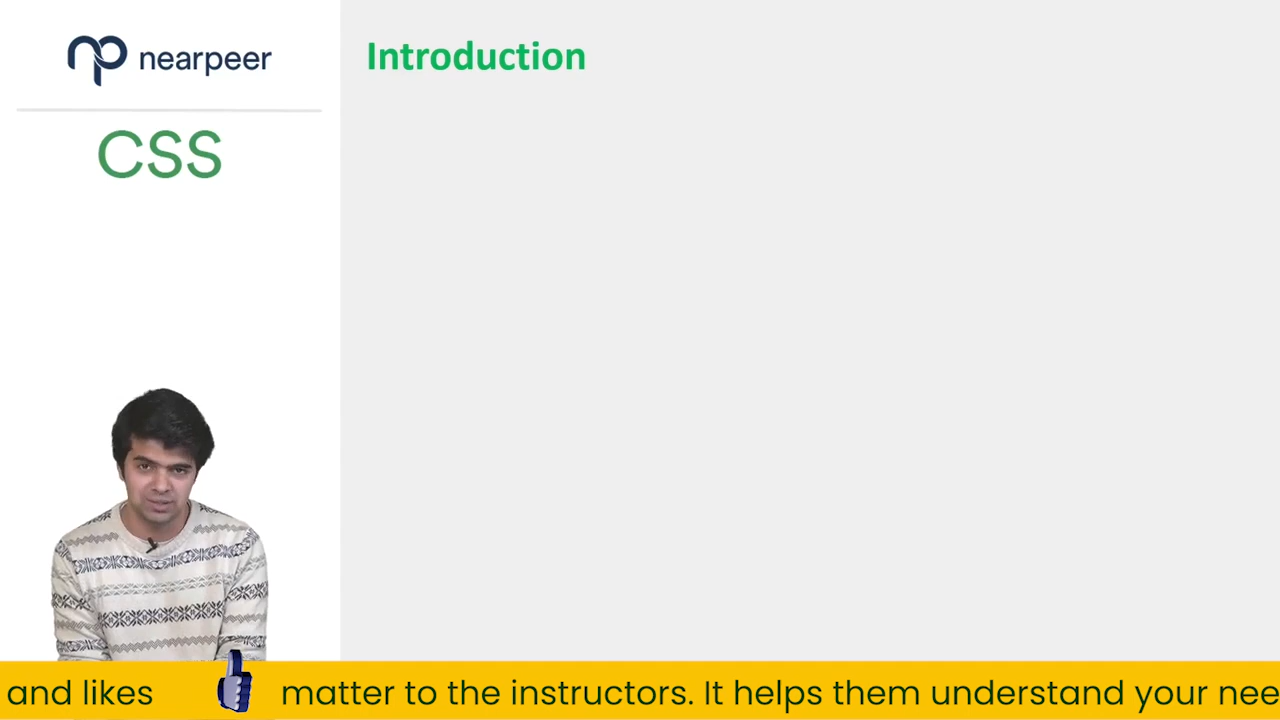 nearpeer
CSS
Introduction
and likes matter to the instructors. It helps them understand your nee